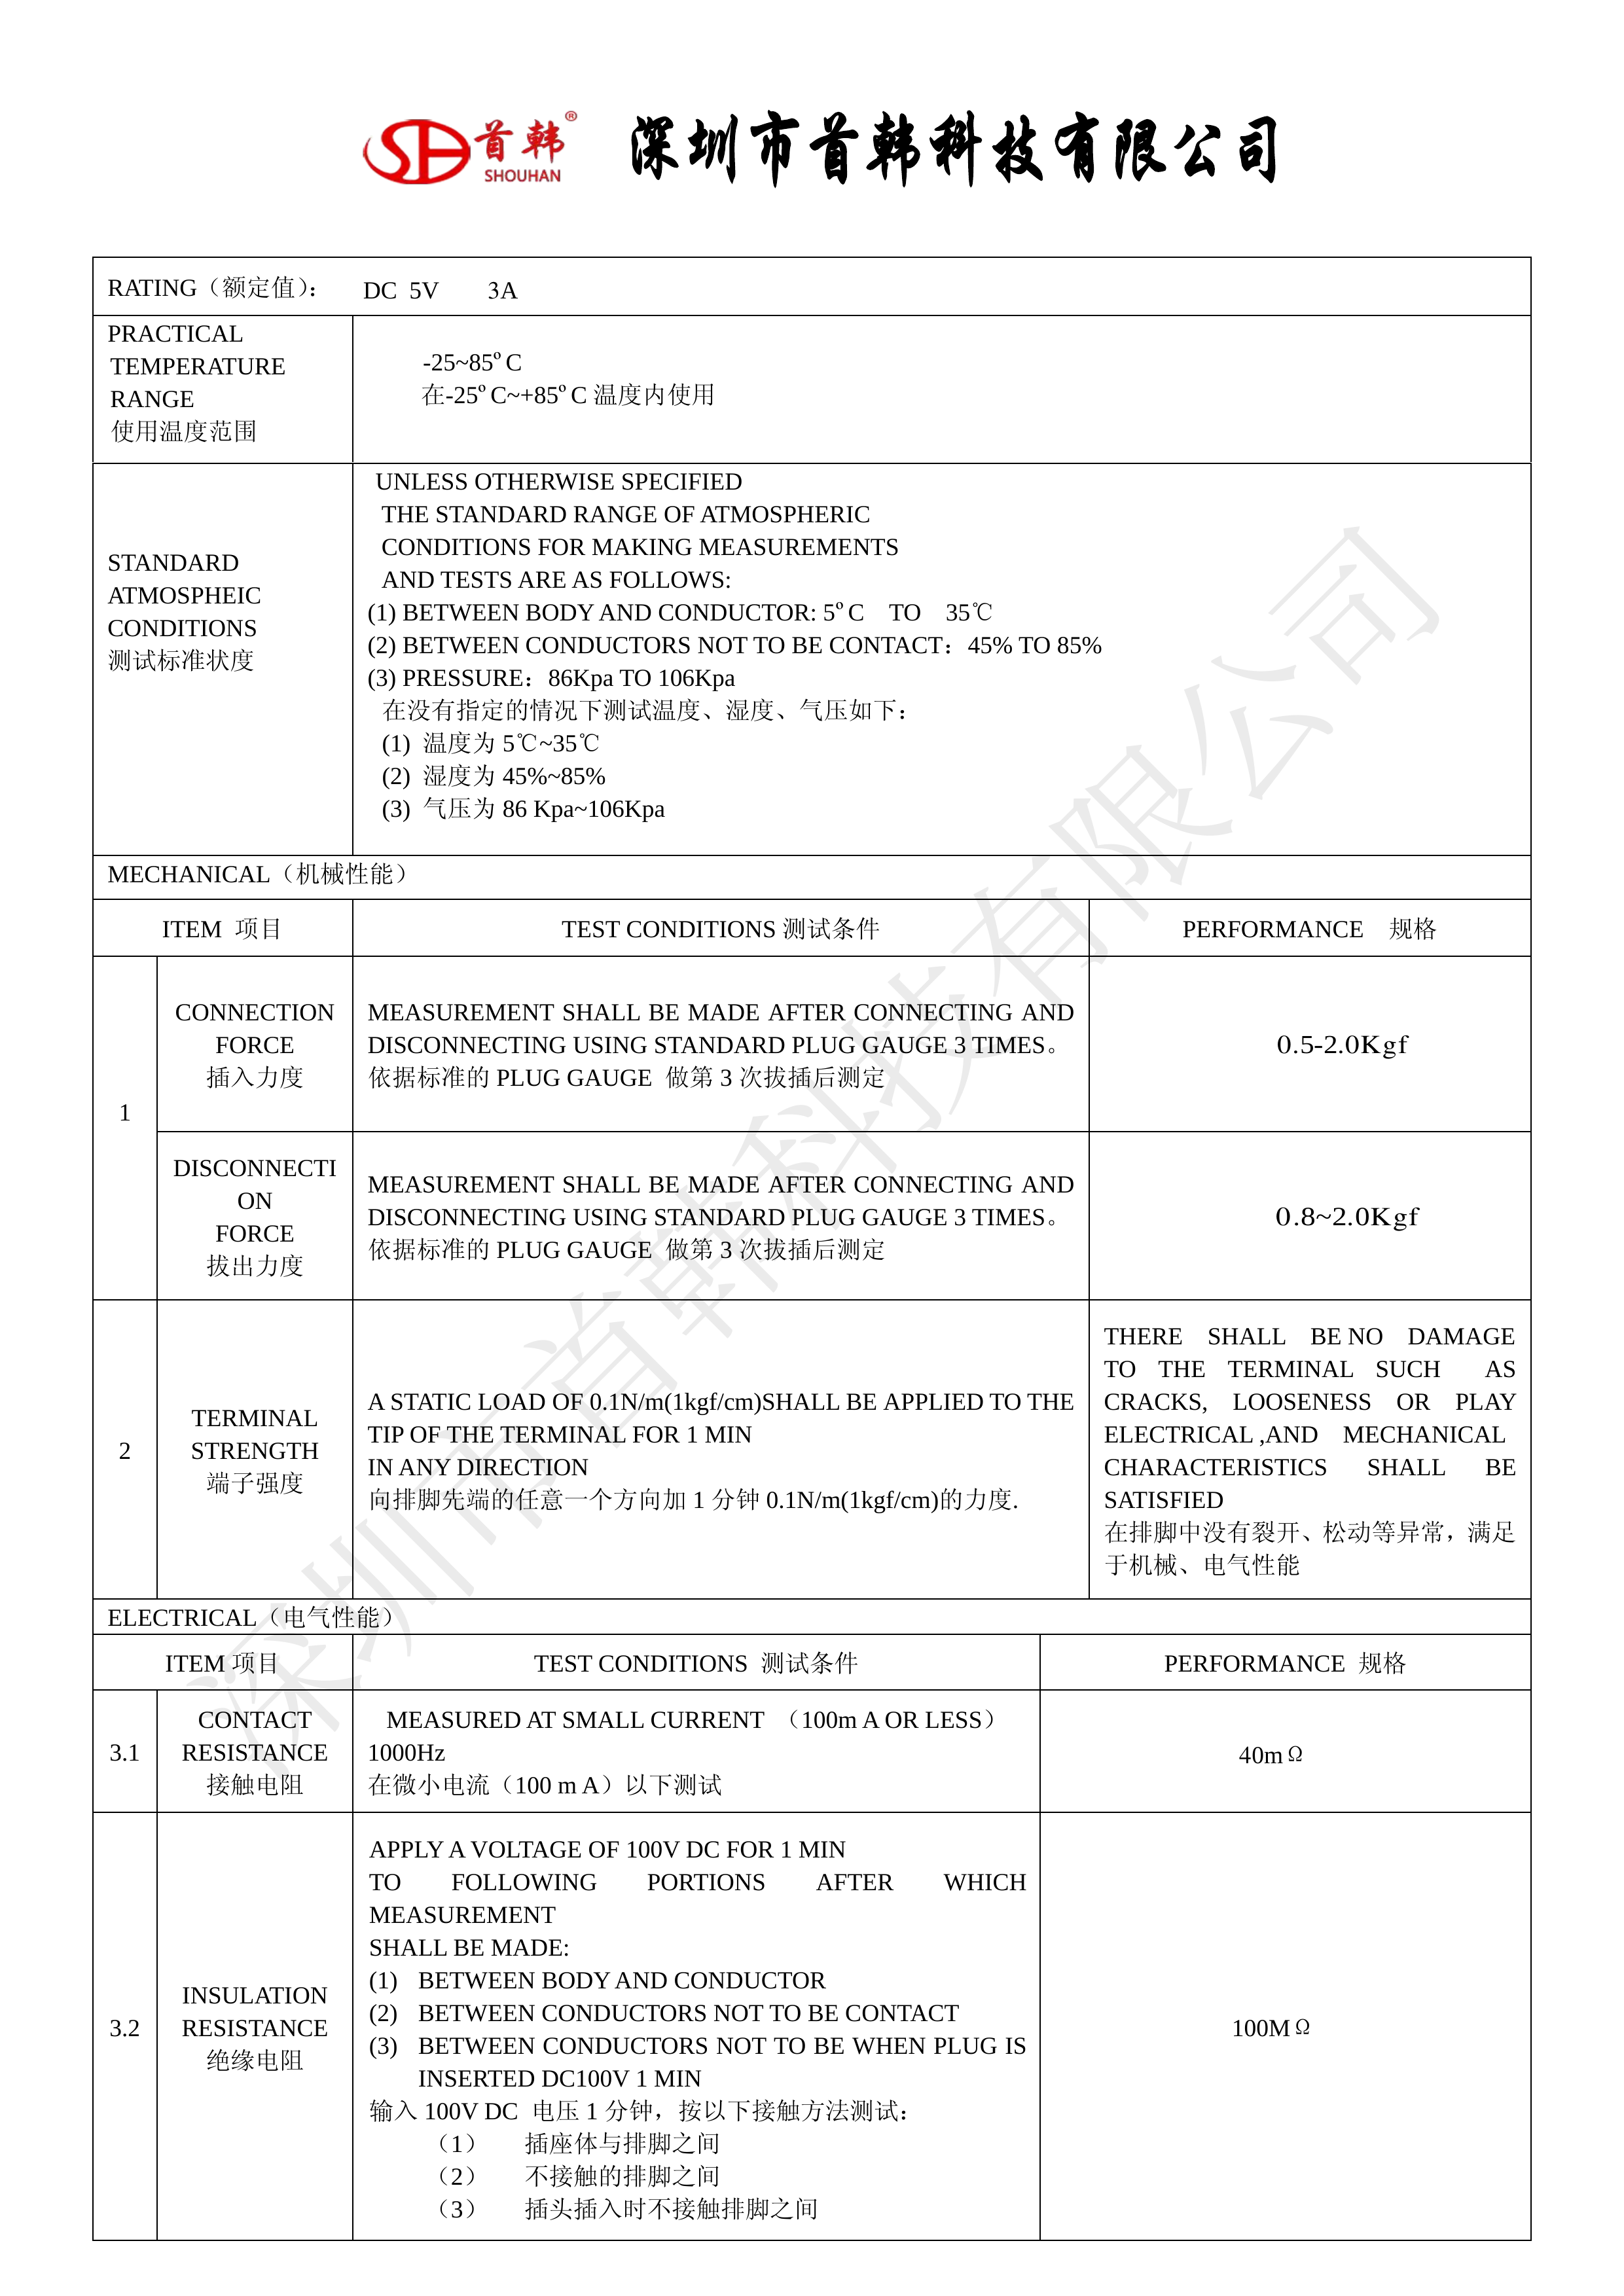 SH首韩® 深圳市首韩科技有限公司
SHOUHAN
RATING（额定值）： DC 5V 3A
PRACTICAL
TEMPERATURE
RANGE
使用温度范围
-25~85º C
在-25º C~+85º C 温度内使用
STANDARD
ATMOSPHEIC
CONDITIONS
测试标准状度
UNLESS OTHERWISE SPECIFIED
THE STANDARD RANGE OF ATMOSPHERIC
CONDITIONS FOR MAKING MEASUREMENTS
AND TESTS ARE AS FOLLOWS:
(1) BETWEEN BODY AND CONDUCTOR: 5º C TO 35℃
(2) BETWEEN CONDUCTORS NOT TO BE CONTACT：45% TO 85%
(3) PRESSURE：86Kpa TO 106Kpa
在没有指定的情况下测试温度、湿度、气压如下：
(1) 温度为 5℃~35℃
(2) 湿度为 45%~85%
(3) 气压为 86 Kpa~106Kpa
MECHANICAL（机械性能）
ITEM 项目 TEST CONDITIONS 测试条件 PERFORMANCE 规格
1
CONNECTION
FORCE
插入力度
MEASUREMENT SHALL BE MADE AFTER CONNECTING AND
DISCONNECTING USING STANDARD PLUG GAUGE 3 TIMES。
依据标准的 PLUG GAUGE 做第 3 次拔插后测定
0.5-2.0Kgf
DISCONNECTI
ON
FORCE
拔出力度
MEASUREMENT SHALL BE MADE AFTER CONNECTING AND
DISCONNECTING USING STANDARD PLUG GAUGE 3 TIMES。
依据标准的 PLUG GAUGE 做第 3 次拔插后测定
0.8~2.0Kgf
2
TERMINAL
STRENGTH
端子强度
A STATIC LOAD OF 0.1N/m(1kgf/cm)SHALL BE APPLIED TO THE
TIP OF THE TERMINAL FOR 1 MIN
IN ANY DIRECTION
向排脚先端的任意一个方向加 1 分钟 0.1N/m(1kgf/cm)的力度.
THERE SHALL BE NO DAMAGE
TO THE TERMINAL SUCH AS
CRACKS, LOOSENESS OR PLAY
ELECTRICAL ,AND MECHANICAL
CHARACTERISTICS SHALL BE
SATISFIED
在排脚中没有裂开、松动等异常，满足
于机械、电气性能
ELECTRICAL（电气性能）
ITEM 项目 TEST CONDITIONS 测试条件 PERFORMANCE 规格
3.1
CONTACT
RESISTANCE
接触电阻
MEASURED AT SMALL CURRENT （100m A OR LESS）
1000Hz
在微小电流（100 m A）以下测试
40mΩ
3.2
INSULATION
RESISTANCE
绝缘电阻
APPLY A VOLTAGE OF 100V DC FOR 1 MIN
TO FOLLOWING PORTIONS AFTER WHICH
MEASUREMENT
SHALL BE MADE:
(1) BETWEEN BODY AND CONDUCTOR
(2) BETWEEN CONDUCTORS NOT TO BE CONTACT
(3) BETWEEN CONDUCTORS NOT TO BE WHEN PLUG IS
INSERTED DC100V 1 MIN
输入 100V DC 电压 1 分钟，按以下接触方法测试：
（1） 插座体与排脚之间
（2） 不接触的排脚之间
（3） 插头插入时不接触排脚之间
100MΩ
深圳市首韩科技有限公司